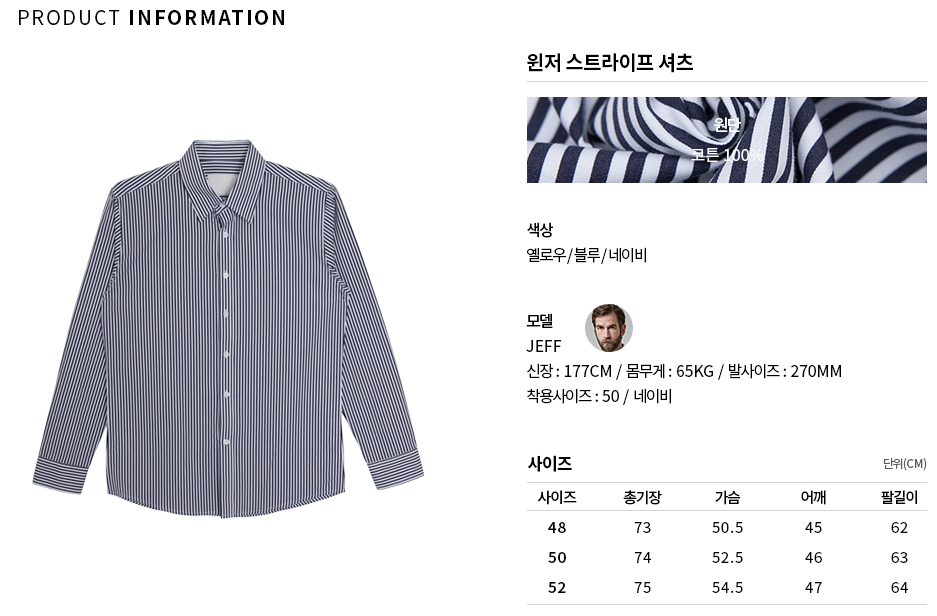 PRODUCT INFORMATION
윈저 스트라이프 셔츠
원단
코튼 100%
색상
옐로우/블루/네이비
모델
JEFF
신장 : 177CM / 몸무게 : 65KG / 발사이즈 : 270MM
착용사이즈 : 50 / 네이비
사이즈 단위(CM)
사이즈 총기장 가슴 어깨 팔길이
48 73 50.5 45 62
50 74 52.5 46 63
52 75 54.5 47 64